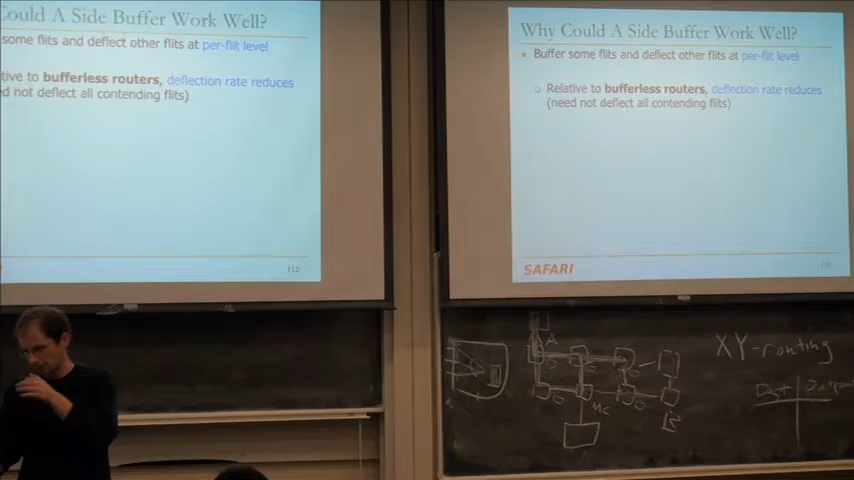 Could A Side Buffer Work Well?
some flits and deflect other flits at per-flit level
tive to bufferless routers, deflection rate reduces
d not deflect all contending flits)
112
Why Could A Side Buffer Work Well?
Buffer some flits and deflect other flits at per-flit level
Relative to bufferless routers, deflection rate reduces
(need not deflect all contending flits)
SAFARI
A
XY-routing
Dest Output
MC
B